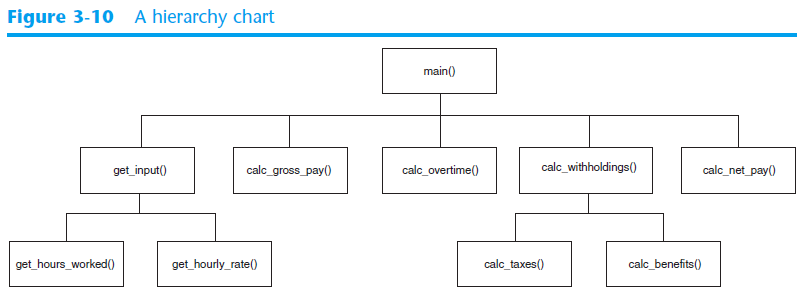 Figure 3-10 A hierarchy chart
main()
get_input()
calc_gross_pay()
calc_overtime()
calc_withholdings()
calc_net_pay()
get_hours_worked()
get_hourly_rate()
calc_taxes()
calc_benefits()